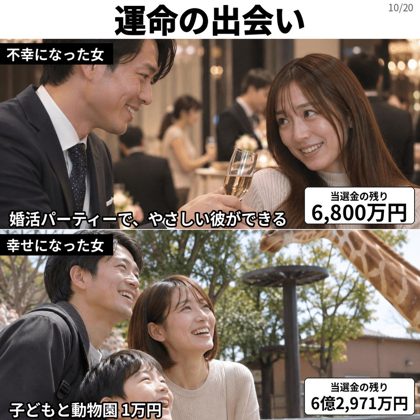 運命の出会い
10/20
不幸になった女
当選金の残り
6,800万円
婚活パーティーで、やさしい彼ができる
幸せになった女
当選金の残り
6億2,971万円
子どもと動物園 1万円